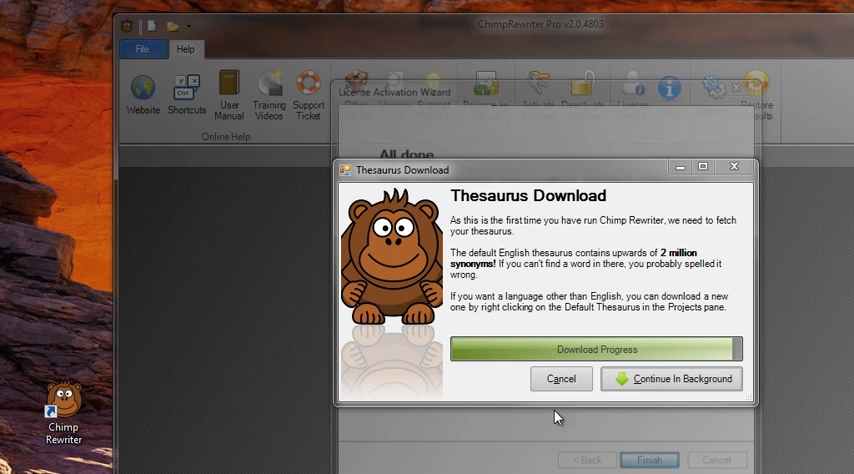 ChimpRewriter Pro v2.0.4803
File
Help
Website
Shortcuts
User
Manual
Training
Videos
Support
Ticket
Online Help
License Activation Wizard
All done
Thesaurus Download
Thesaurus Download
As this is the first time you have run Chimp Rewriter, we need to fetch
your thesaurus.
The default English thesaurus contains upwards of 2 million
synonyms! If you can't find a word in there, you probably spelled it
wrong.
If you want a language other than English, you can download a new
one by right clicking on the Default Thesaurus in the Projects pane.
Download Progress
Cancel
Continue In Background
< Back
Finish
Cancel
Ctrl
Chimp
Rewriter